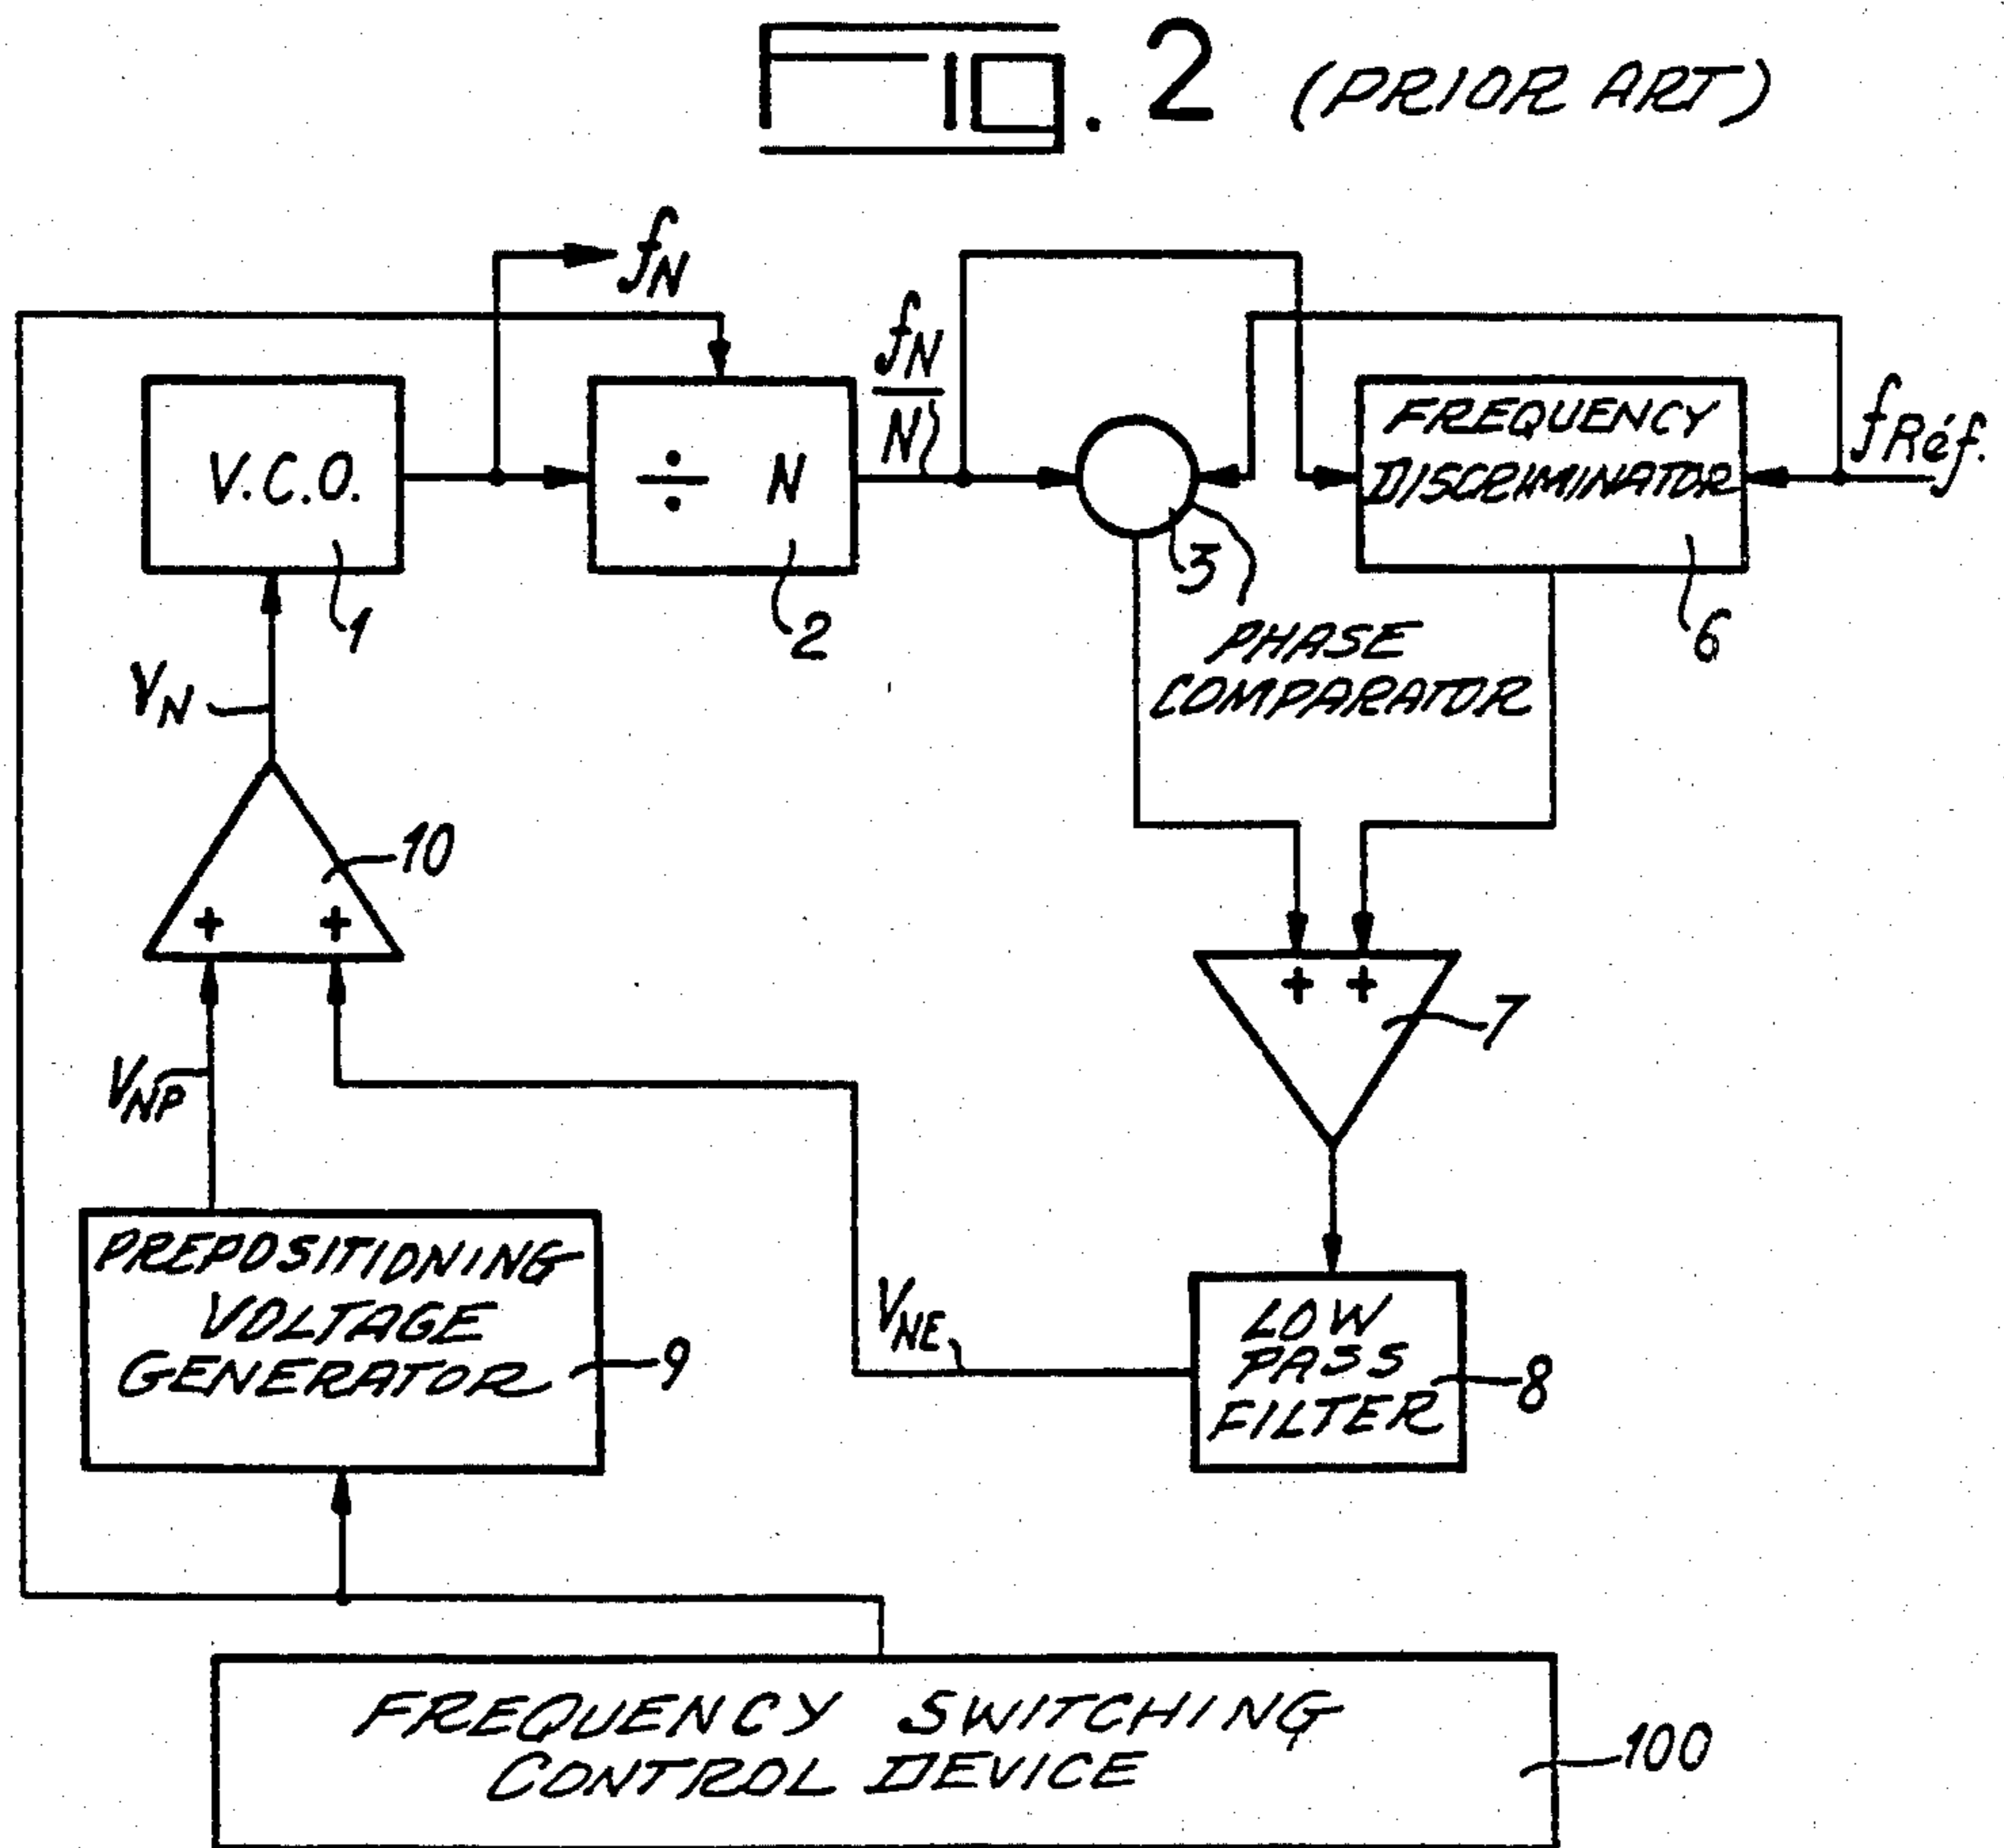 FIG. 2 (PRIOR ART)
fN
fN
N
V.C.O.
÷ N
FREQUENCY
DISCRIMINATOR
fRéf.
1
2
3
6
PHASE
COMPARATOR
VN
10
+ +
+ +
7
VNP
PREPOSITIONING
VOLTAGE
GENERATOR
9
VNE
LOW
PASS
FILTER
8
FREQUENCY SWITCHING
CONTROL DEVICE
100